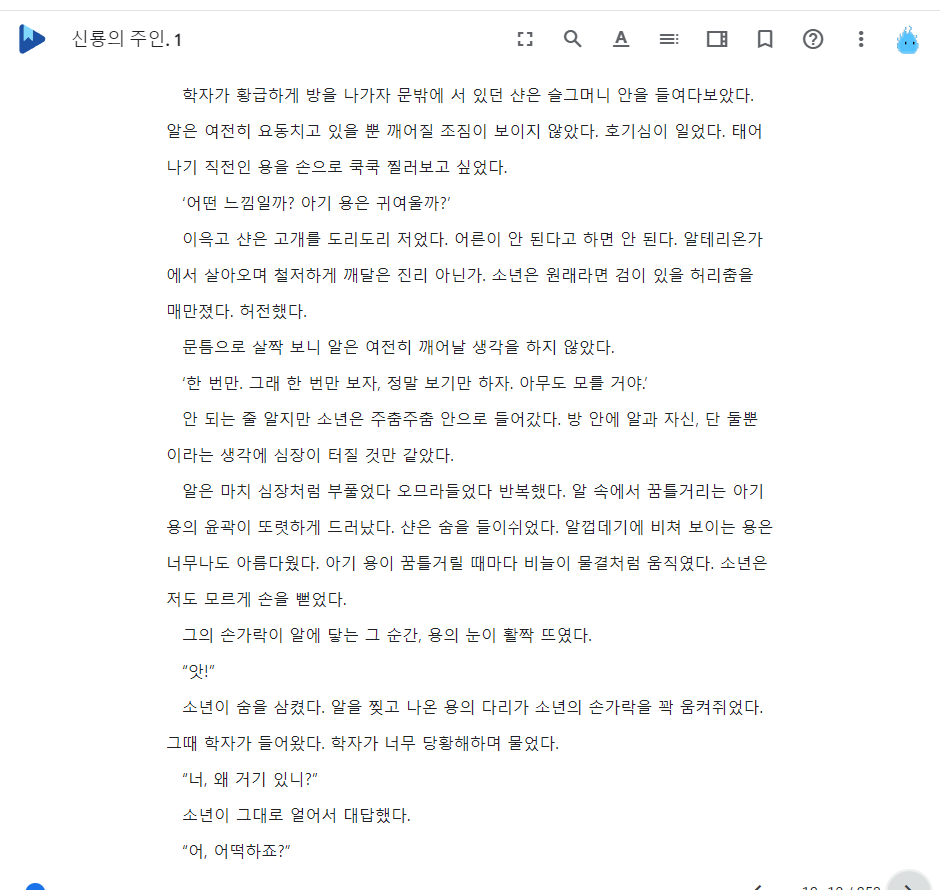 신룡의 주인. 1
학자가 황급하게 방을 나가자 문밖에 서 있던 샨은 슬그머니 안을 들여다보았다.
알은 여전히 요동치고 있을 뿐 깨어질 조짐이 보이지 않았다. 호기심이 일었다. 태어
나기 직전인 용을 손으로 쿡쿡 찔러보고 싶었다.
‘어떤 느낌일까? 아기 용은 귀여울까?’
이윽고 샨은 고개를 도리도리 저었다. 어른이 안 된다고 하면 안 된다. 알테리온가
에서 살아오며 철저하게 깨달은 진리 아닌가. 소년은 원래라면 검이 있을 허리춤을
매만졌다. 허전했다.
문틈으로 살짝 보니 알은 여전히 깨어날 생각을 하지 않았다.
‘한 번만. 그래 한 번만 보자, 정말 보기만 하자. 아무도 모를 거야.’
안 되는 줄 알지만 소년은 주춤주춤 안으로 들어갔다. 방 안에 알과 자신, 단 둘뿐
이라는 생각에 심장이 터질 것만 같았다.
알은 마치 심장처럼 부풀었다 오므라들었다 반복했다. 알 속에서 꿈틀거리는 아기
용의 윤곽이 또렷하게 드러났다. 샨은 숨을 들이쉬었다. 알껍데기에 비쳐 보이는 용은
너무나도 아름다웠다. 아기 용이 꿈틀거릴 때마다 비늘이 물결처럼 움직였다. 소년은
저도 모르게 손을 뻗었다.
그의 손가락이 알에 닿는 그 순간, 용의 눈이 활짝 뜨였다.
“앗!”
소년이 숨을 삼켰다. 알을 찢고 나온 용의 다리가 소년의 손가락을 꽉 움켜쥐었다.
그때 학자가 들어왔다. 학자가 너무 당황해하며 물었다.
“너, 왜 거기 있니?”
소년이 그대로 얼어서 대답했다.
“어, 어떡하죠?”